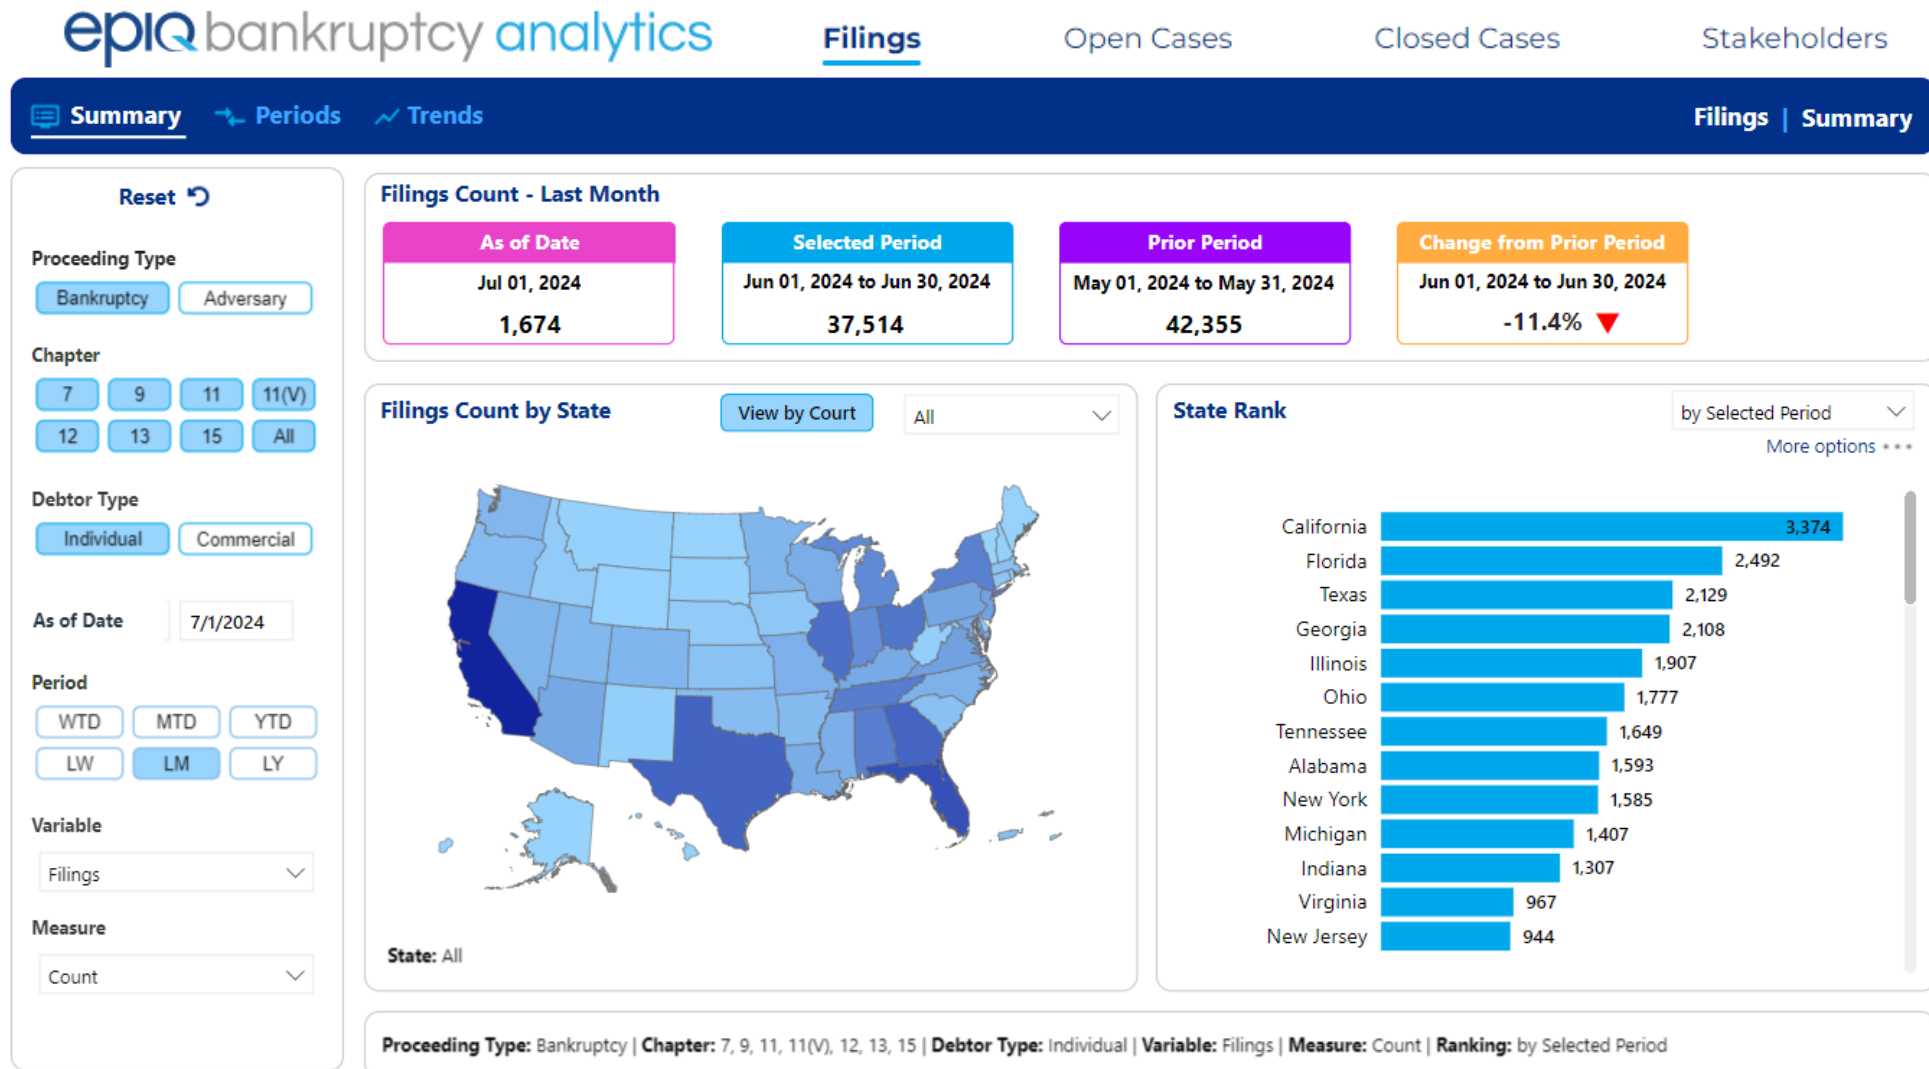 epiq bankruptcy analytics
Filings
Open Cases
Closed Cases
Stakeholders
Summary
Periods
Trends
Filings | Summary
Reset
Proceeding Type
Bankruptcy
Adversary
Chapter
7
9
11
11(V)
12
13
15
All
Debtor Type
Individual
Commercial
As of Date
7/1/2024
Period
WTD
MTD
YTD
LW
LM
LY
Variable
Filings
Measure
Count
Filings Count - Last Month
As of Date
Jul 01, 2024
1,674
Selected Period
Jun 01, 2024 to Jun 30, 2024
37,514
Prior Period
May 01, 2024 to May 31, 2024
42,355
Change from Prior Period
Jun 01, 2024 to Jun 30, 2024
-11.4%
Filings Count by State
View by Court
All
State: All
State Rank
by Selected Period
More options
California 3,374
Florida 2,492
Texas 2,129
Georgia 2,108
Illinois 1,907
Ohio 1,777
Tennessee 1,649
Alabama 1,593
New York 1,585
Michigan 1,407
Indiana 1,307
Virginia 967
New Jersey 944
Proceeding Type: Bankruptcy | Chapter: 7, 9, 11, 11(V), 12, 13, 15 | Debtor Type: Individual | Variable: Filings | Measure: Count | Ranking: by Selected Period